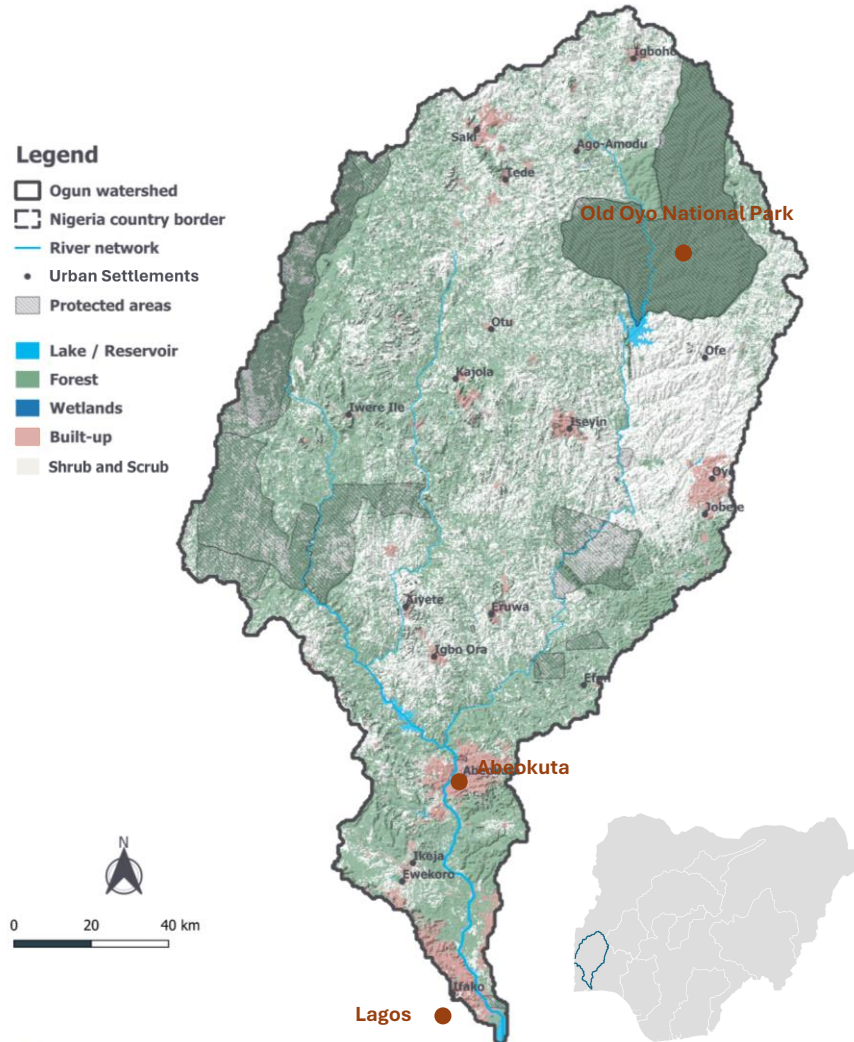 Igboho
Saki
Ago-Amodu
Tede
Legend
Ogun watershed
Nigeria country border
River network
Urban Settlements
Protected areas
Lake / Reservoir
Forest
Wetlands
Built-up
Shrub and Scrub
Old Oyo National Park
Otu
Ofe
Kajola
Iwere Ile
Iseyin
Oyo
Jobele
Aiyete
Eruwa
Igbo Ora
Abeokuta
Ikeja
Ewekoro
N
0 20 40 km
Ifako
Lagos